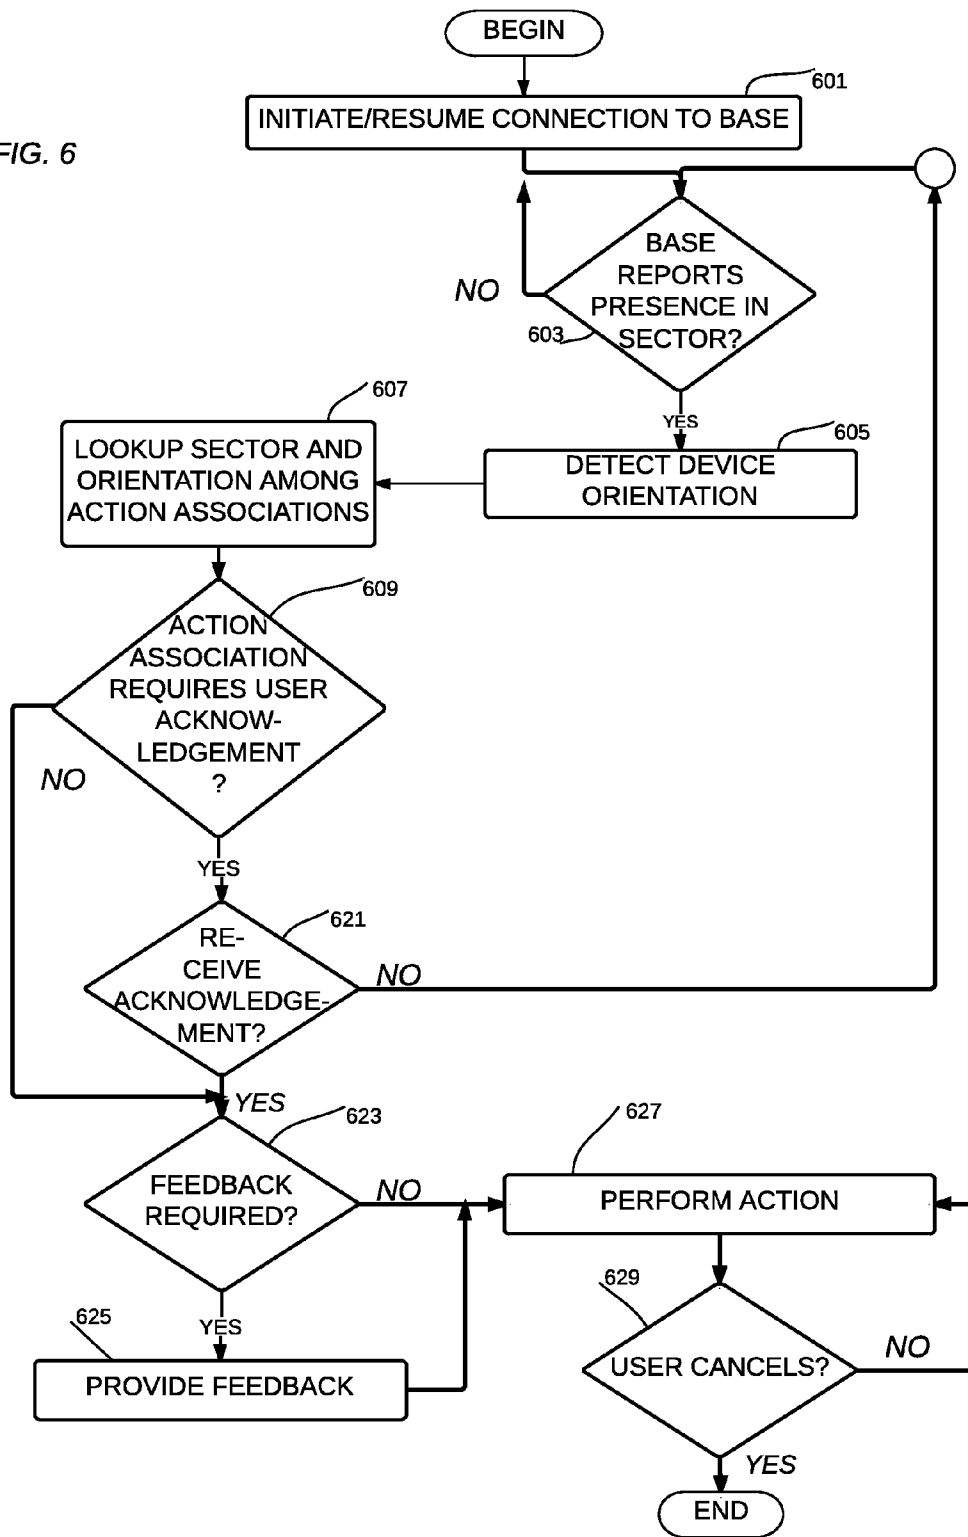 BEGIN
601
INITIATE/RESUME CONNECTION TO BASE
FIG. 6
BASE
REPORTS
PRESENCE IN
SECTOR?
NO
603
YES
607
605
LOOKUP SECTOR AND
ORIENTATION AMONG
ACTION ASSOCIATIONS
DETECT DEVICE
ORIENTATION
609
ACTION
ASSOCIATION
REQUIRES USER
ACKNOW-
LEDGEMENT
?
NO
YES
621
RE-
CEIVE
ACKNOWLEDGE-
MENT?
NO
YES
623
FEEDBACK
REQUIRED?
NO
627
PERFORM ACTION
YES
625
PROVIDE FEEDBACK
629
USER CANCELS?
NO
YES
END